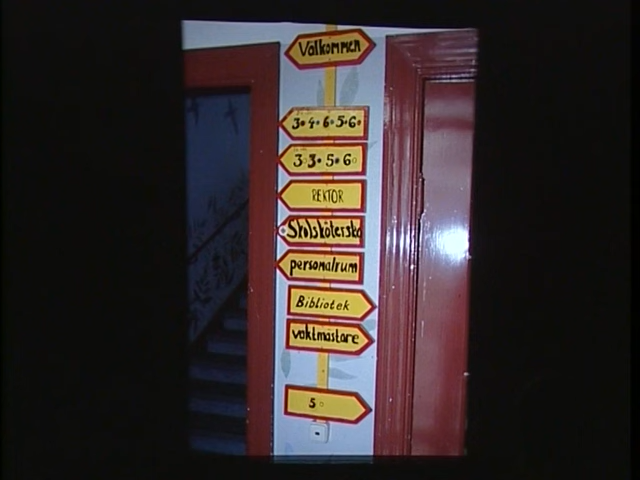 Välkommen
3. 4. 6. 5. 6.
3. 3. 5. 6.
REKTOR
Skolsköterska
personalrum
Bibliotek
vaktmästare
5